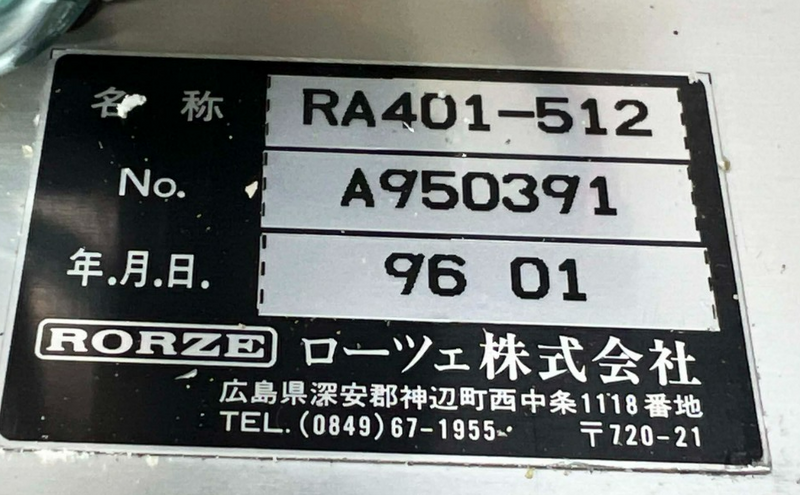 名称 RA401-512
No. A950391
年.月.日. 96 01
RORZE ローツェ株式会社
広島県深安郡神辺町西中条1118番地
TEL.(0849)67-1955 〒720-21